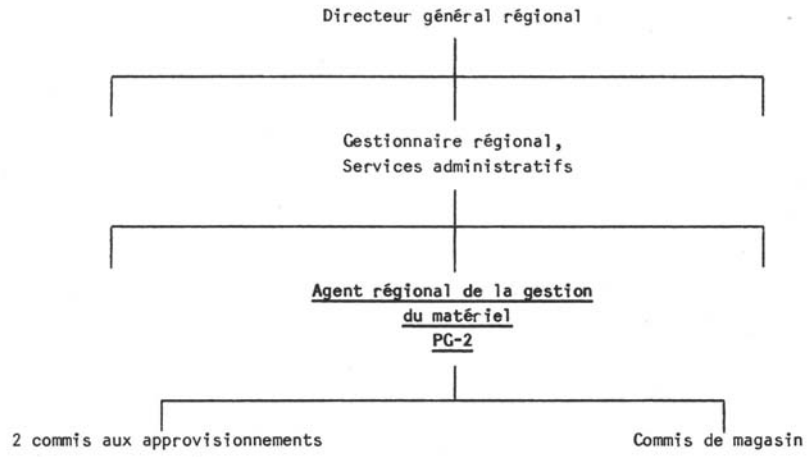 Directeur général régional
Gestionnaire régional,
Services administratifs
Agent régional de la gestion
du matériel
PG-2
2 commis aux approvisionnements
Commis de magasin